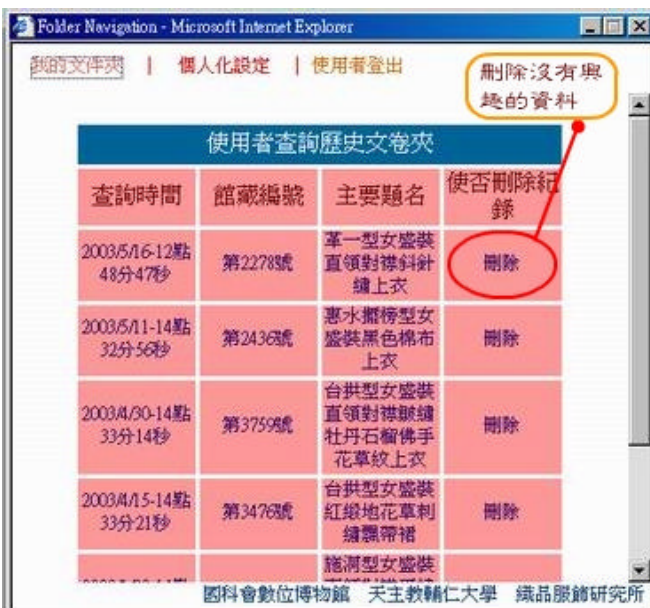 Folder Navigation - Microsoft Internet Explorer
我的文件夾 | 個人化設定 | 使用者登出
刪除沒有興
趣的資料
使用者查詢歷史文卷夾
查詢時間 館藏編號 主要題名 使否刪除紀
錄
2003/5/16-12點
48分47秒
第2278號
革一型女盛裝
直領對襟斜針
繡上衣
刪除
2003/5/11-14點
32分56秒
第2436號
惠水擺榜型女
盛裝黑色棉布
上衣
刪除
2003/4/30-14點
33分14秒
第3759號
台拱型女盛裝
直領對襟皺繡
牡丹石榴佛手
花草紋上衣
刪除
2003/4/15-14點
33分21秒
第3476號
台拱型女盛裝
紅緞地花草刺
繡飄帶裙
刪除
施洞型女盛裝
國科會數位博物館 天主教輔仁大學 織品服飾研究所